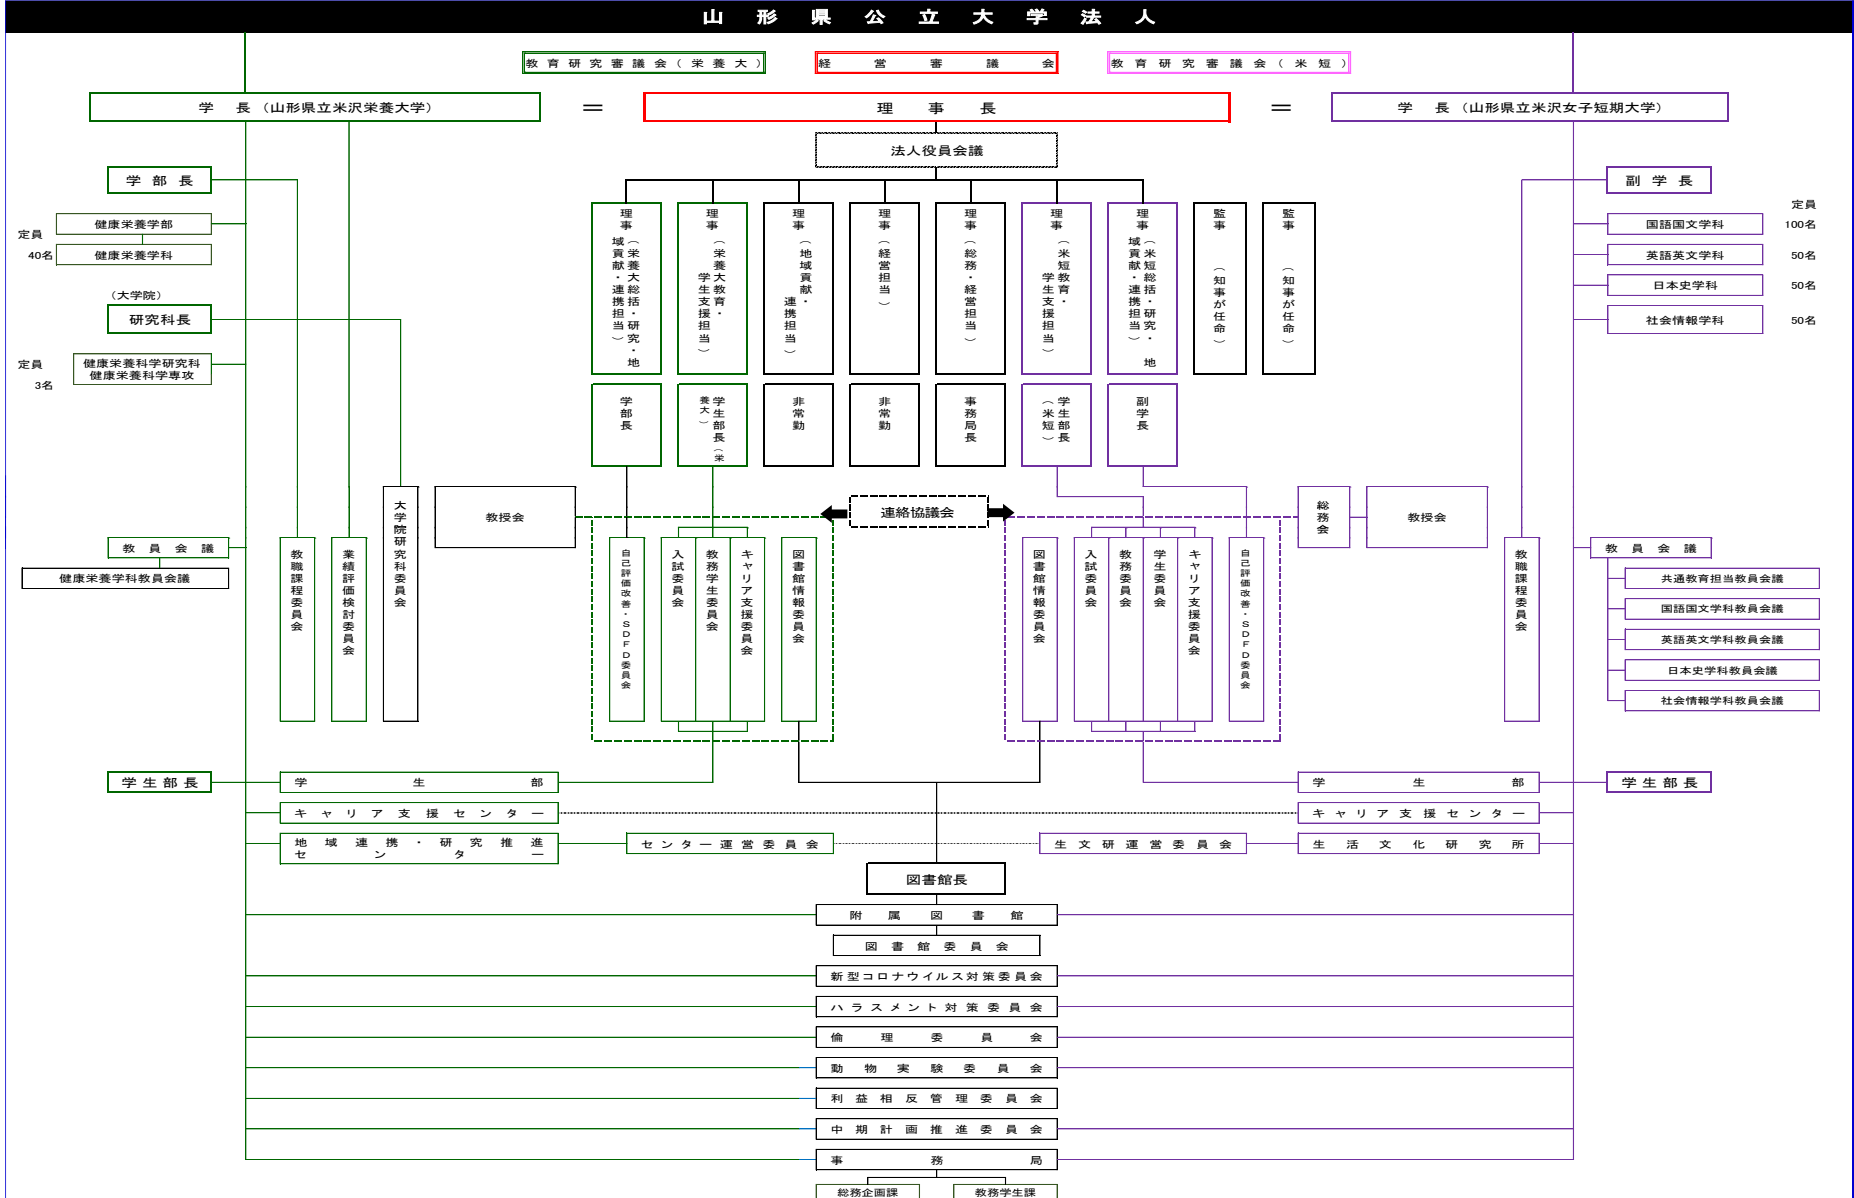 山形県公立大学法人
教育研究審議会（栄養大）
経営審議会
教育研究審議会（米短）
学　長（山形県立米沢栄養大学）
＝
理事長
＝
学　長（山形県立米沢女子短期大学）
法人役員会議
学部長
副学長
定員
健康栄養学部
定員
40名
健康栄養学科
（大学院）
研究科長
定員
健康栄養科学研究科
健康栄養科学専攻
3名
国語国文学科
100名
英語英文学科
50名
日本史学科
50名
社会情報学科
50名
理事
（栄養大総括・研究・地
域貢献・連携担当）
理事
（栄養大教育・
学生支援担当）
理事
（地域貢献・
連携担当）
理事
（経営担当）
理事
（総務・経営担当）
理事
（米短教育・
学生支援担当）
理事
（米短総括・研究・地
域貢献・連携担当）
監事
（知事が任命）
監事
（知事が任命）
学部長
学生部長（栄
養大）
非常勤
非常勤
事務局長
学生部長
（米短）
副学長
大学院研究科委員会
教授会
連絡協議会
総務会
教授会
教員会議
健康栄養学科教員会議
教職課程委員会
業績評価検討委員会
自己評価改善・SDFD委員会
入試委員会
教務学生委員会
キャリア支援委員会
図書館情報委員会
図書館情報委員会
入試委員会
教務委員会
学生委員会
キャリア支援委員会
自己評価改善・SDFD委員会
教職課程委員会
教員会議
共通教育担当教員会議
国語国文学科教員会議
英語英文学科教員会議
日本史学科教員会議
社会情報学科教員会議
学生部長
学生部
学生部
学生部長
キャリア支援センター
キャリア支援センター
地域連携・研究推進
センター
センター運営委員会
生文研運営委員会
生活文化研究所
図書館長
附属図書館
図書館委員会
新型コロナウイルス対策委員会
ハラスメント対策委員会
倫理委員会
動物実験委員会
利益相反管理委員会
中期計画推進委員会
事務局
総務企画課
教務学生課